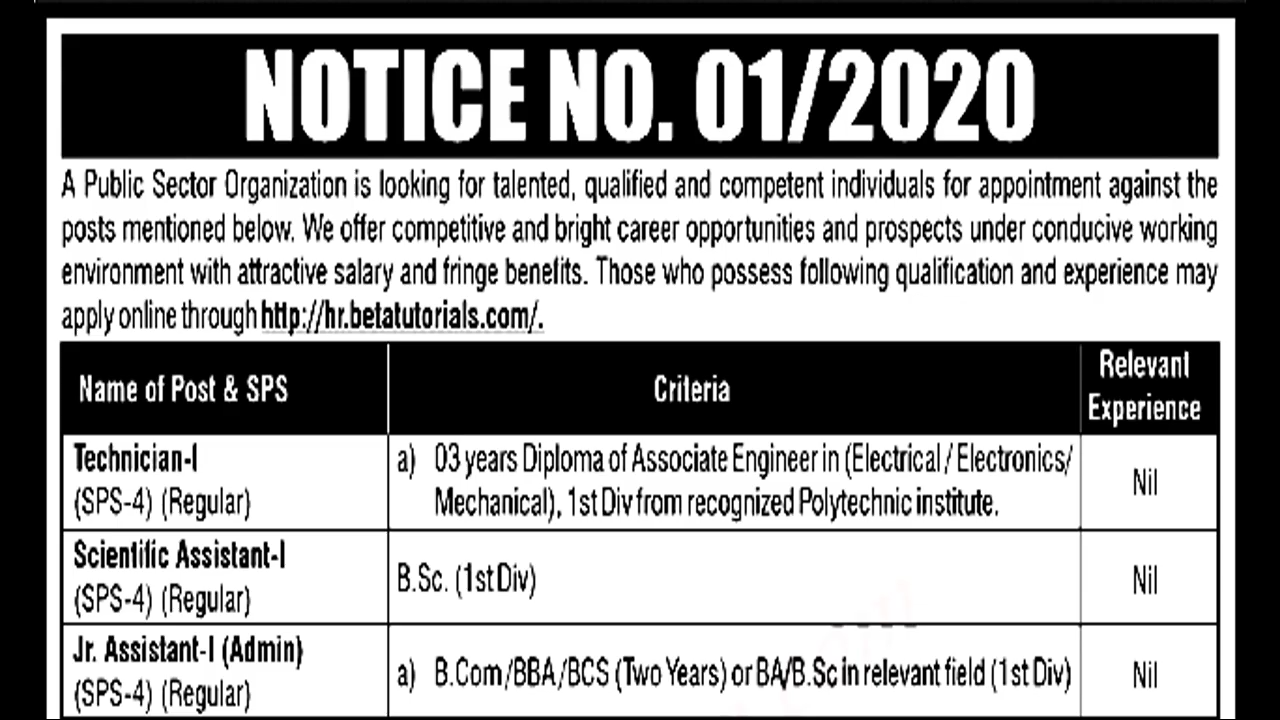 NOTICE NO. 01/2020
A Public Sector Organization is looking for talented, qualified and competent individuals for appointment against the
posts mentioned below. We offer competitive and bright career opportunities and prospects under conducive working
environment with attractive salary and fringe benefits. Those who possess following qualification and experience may
apply online through http://hr.betatutorials.com/.
Name of Post & SPS
Criteria
Relevant
Experience
Technician-I
(SPS-4) (Regular)
a) 03 years Diploma of Associate Engineer in (Electrical / Electronics/
Mechanical), 1st Div from recognized Polytechnic institute.
Nil
Scientific Assistant-I
(SPS-4) (Regular)
B.Sc. (1st Div)
Nil
Jr. Assistant-I (Admin)
(SPS-4) (Regular)
a) B.Com/BBA/BCS (Two Years) or BA/B.Sc in relevant field (1st Div)
Nil